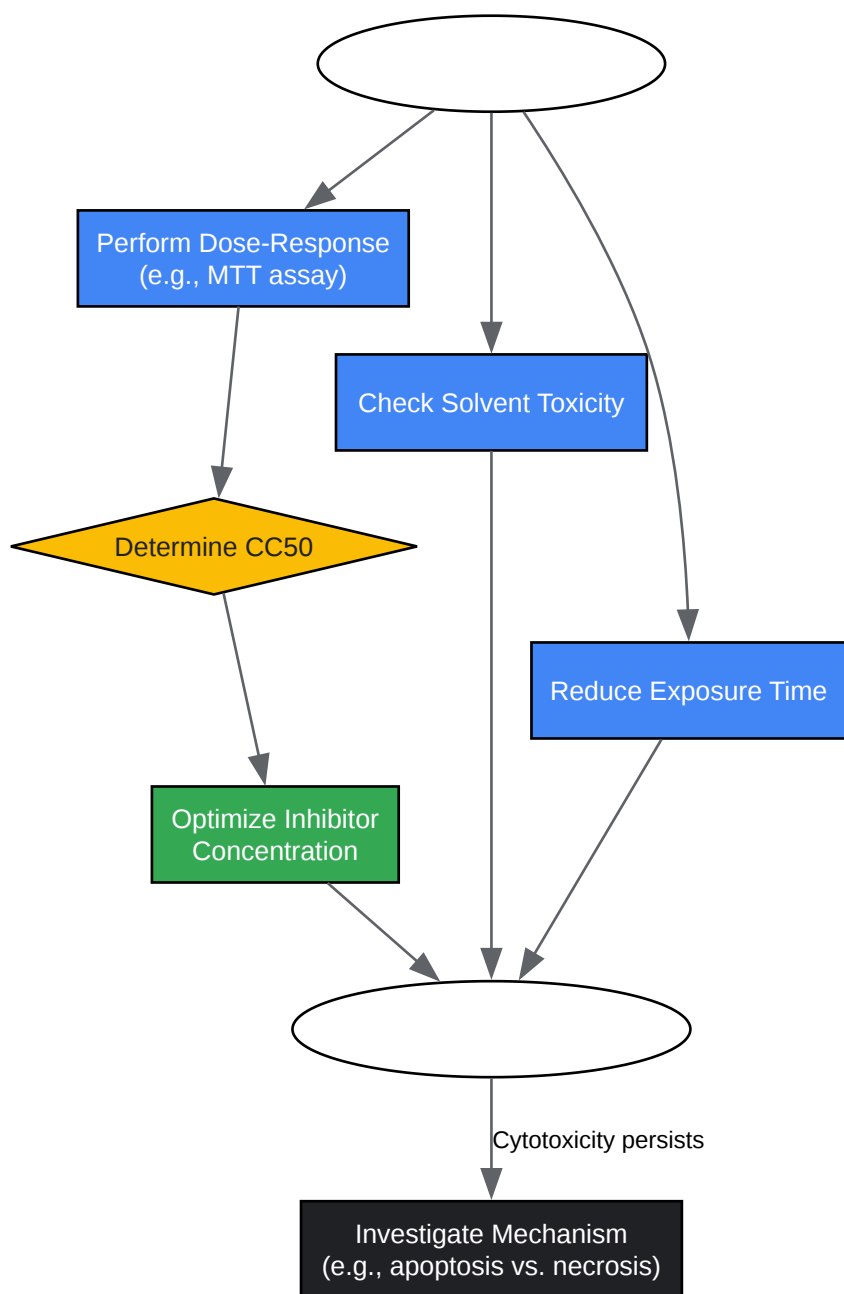 Perform Dose-Response
(e.g., MTT assay)
Check Solvent Toxicity
Determine CC50
Reduce Exposure Time
Optimize Inhibitor
Concentration
Cytotoxicity persists
Investigate Mechanism
(e.g., apoptosis vs. necrosis)